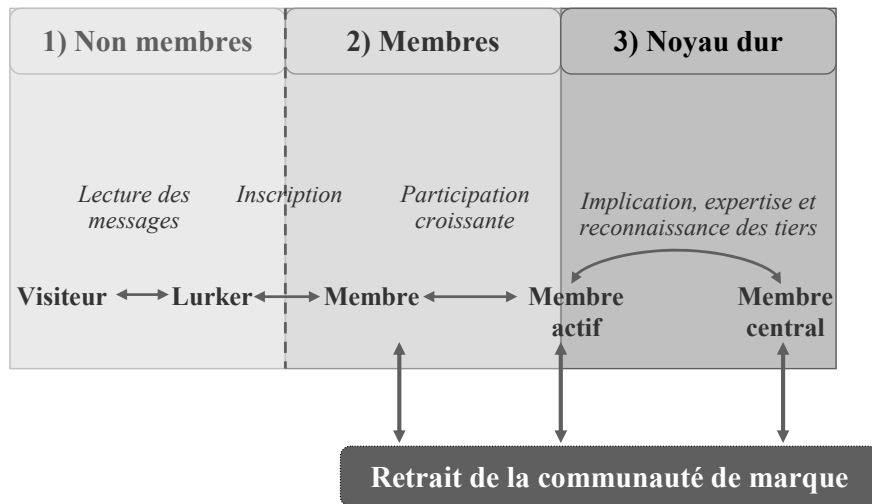 1) Non membres
2) Membres
3) Noyau dur
Lecture des
messages
Inscription
Participation
croissante
Implication, expertise et
reconnaissance des tiers
Visiteur
Lurker
Membre
Membre
actif
Membre
central
Retrait de la communauté de marque